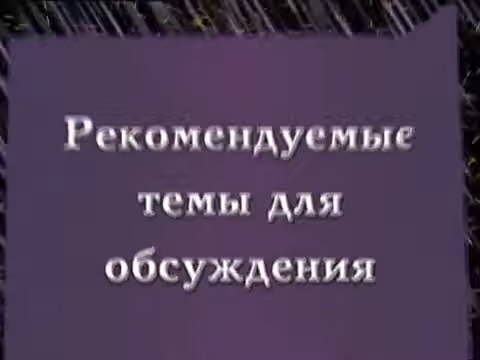 Рекомендуемые
темы для
обсуждения